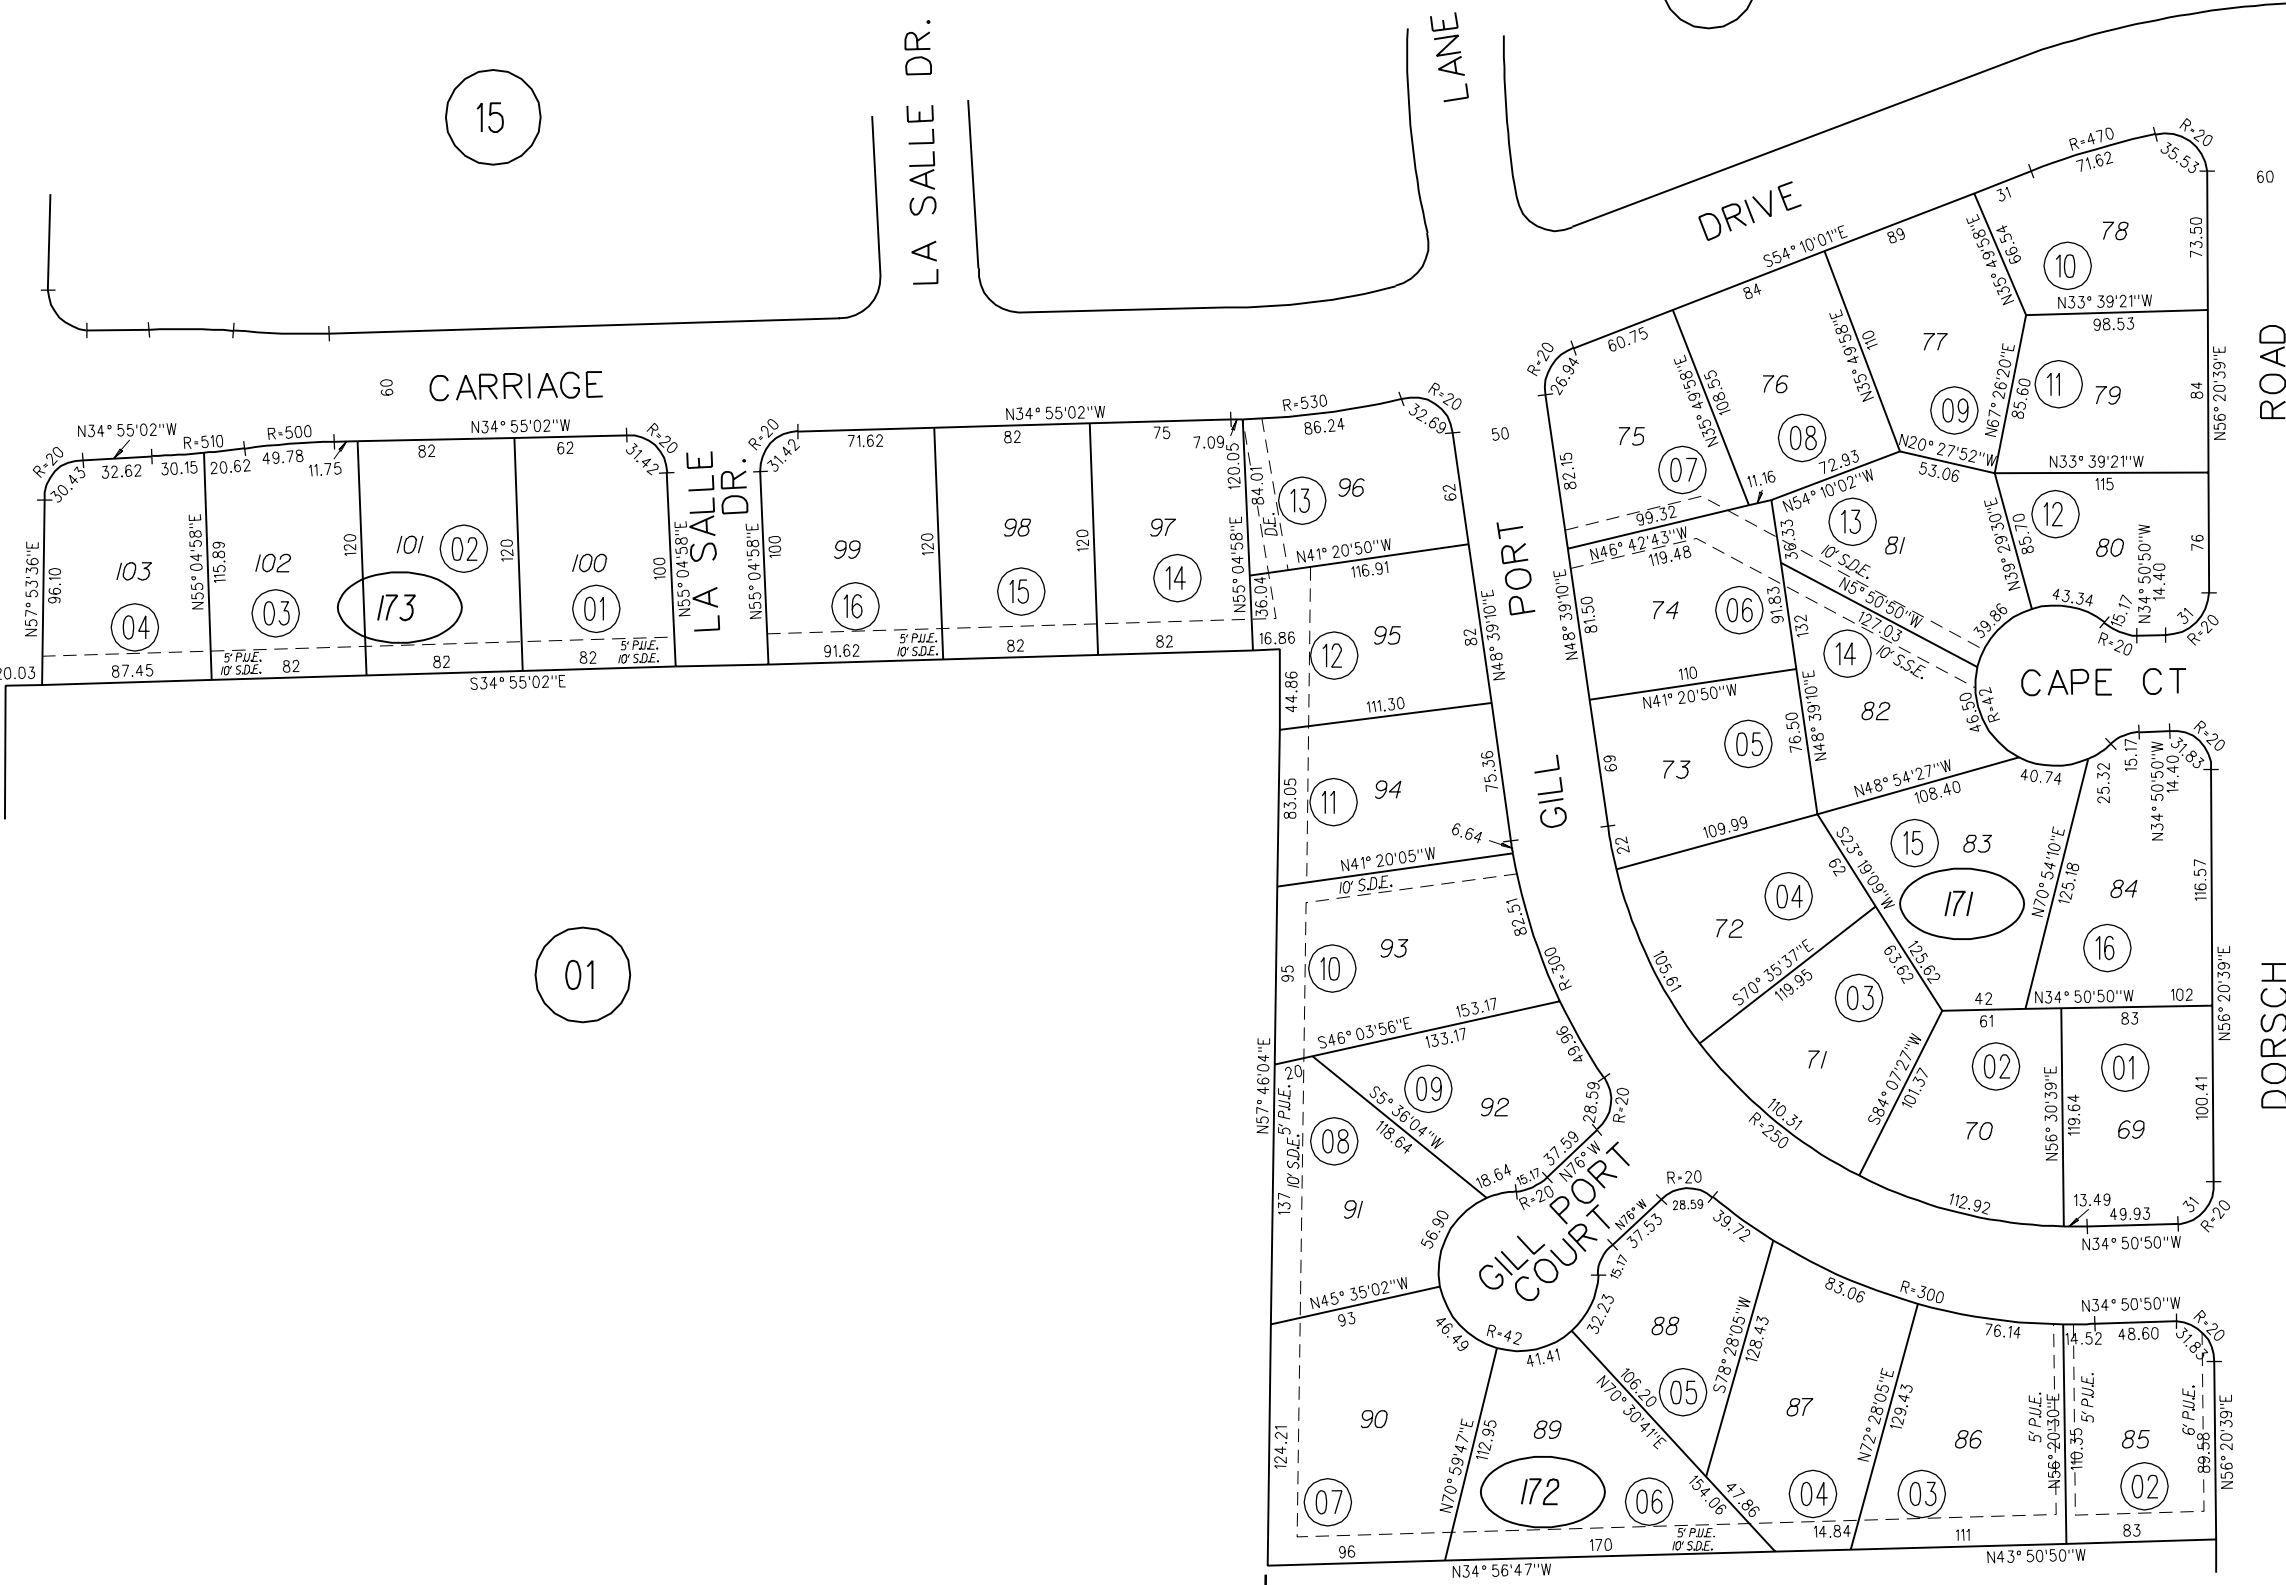 15
LA SALLE DR.
LANE
DRIVE
60
CARRIAGE
60
ROAD
50
N34° 55'02"W
R=20
30.43
32.62
R=510
30.15
20.62
R=500
49.78
11.75
82
N34° 55'02"W
62
R=20
31.42
N57° 53'36"E
96.10
103
04
N55° 04'58"E
115.89
102
03
120
101
02
173
120
100
01
100
N55° 04'58"E
20.03
87.45
5' P.U.E.
10' S.D.E.
82
82
82
5' P.U.E.
10' S.D.E.
S34° 55'02"E
LA SALLE
DR.
R=20
31.42
71.62
N34° 55'02"W
82
75
7.09
R=530
86.24
R=20
32.69
N55° 04'58"E
100
99
16
120
98
15
120
97
14
120.05
N55° 04'58"E
36.04
84.01
D.E.
13
96
62
N41° 20'50"W
116.91
91.62
5' P.U.E.
10' S.D.E.
82
82
16.86
12
95
82
N48° 39'10"E
44.86
111.30
83.05
11
94
75.36
6.64
N41° 20'05"W
10' S.D.E.
95
10
93
82.51
R=300
S46° 03'56"E
153.17
133.17
49.96
20
N57° 46'04"E
5' P.U.E.
10' S.D.E.
137
S5° 36'04"W
118.64
09
92
28.59
R=20
37.59
N76° W
15.17
R=20
18.64
08
91
56.90
N45° 35'02"W
93
46.49
R=42
41.41
GILL PORT
COURT
32.23
15.17
37.53
N76° W
R=20
28.59
39.72
124.21
90
07
96
N70° 59'47"E
112.95
89
172
06
N34° 56'47"W
170
5' P.U.E.
10' S.D.E.
106.20
N70° 30'41"E
154.06
47.86
88
05
S78° 28'05"W
128.43
83.06
R=300
87
04
14.84
N72° 28'05"E
129.43
76.14
86
03
111
5' P.U.E.
N56° 20'30"E
110.35
5' P.U.E.
14.52
N34° 50'50"W
48.60
R=20
31.83
85
02
6' P.U.E.
89.58
N56° 20'39"E
83
N43° 50'50"W
01
PORT
GILL
R=20
26.94
60.75
84
S54° 10'01"E
89
31
R=470
71.62
R=20
35.53
82.15
75
07
N35° 49'58"E
108.55
76
08
N35° 49'58"E
110
77
09
N35° 49'58"E
66.54
78
10
73.50
N33° 39'21"W
98.53
N67° 26'20"E
85.60
11
79
84
N56° 20'39"E
N33° 39'21"W
115
11.16
72.93
N54° 10'02"W
N20° 27'52"W
53.06
99.32
N46° 42'43"W
119.48
36.33
13
81
10' S.D.E.
N39° 29'30"E
85.70
12
80
76
N34° 50'50"W
14.40
43.34
15.17
R=20
31
R=20
39.86
N5° 50'50"W
127.03
10' S.S.E.
N48° 39'10"E
81.50
74
06
91.83
132
14
82
46.50
R=42
CAPE CT
110
N41° 20'50"W
76.50
N48° 39'10"E
69
73
05
N48° 54'27"W
108.40
40.74
25.32
15.17
N34° 50'50"W
14.40
31.83
R=20
22
109.99
S23° 19'09"W
62
15
83
171
N70° 54'10"E
125.18
84
16
116.57
72
04
105.61
S70° 35'37"E
119.95
63.62
125.62
42
N34° 50'50"W
102
61
83
N56° 20'39"E
71
03
110.31
R=250
S84° 07'27"W
101.37
02
70
N56° 30'39"E
119.64
01
69
100.41
112.92
13.49
49.93
31
R=20
N34° 50'50"W
DORSCH